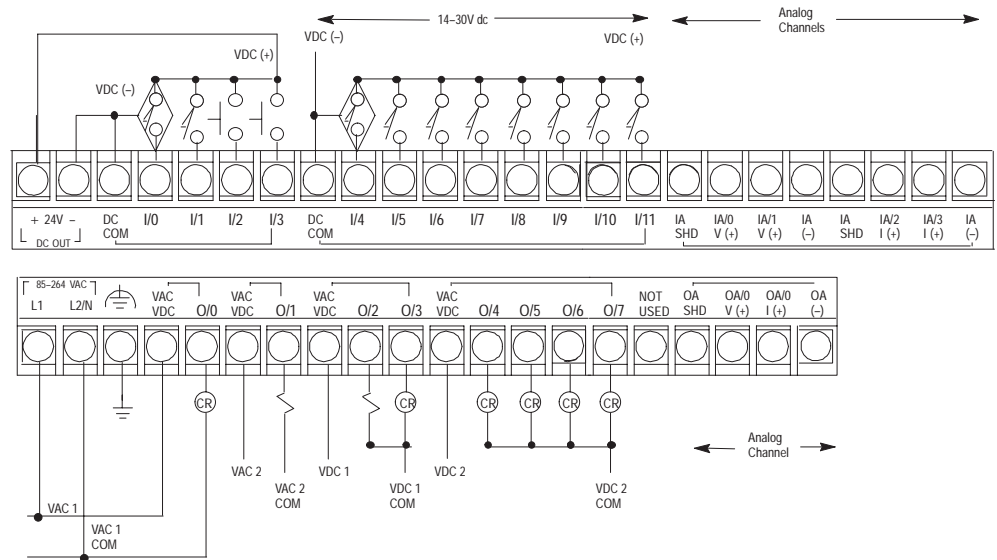 14–30V dc
Analog
Channels
VDC (+)
VDC (–)
VDC (+)
VDC (–)
+ 24V –
DC OUT
DC
COM
I/0
I/1
I/2
I/3
DC
COM
I/4
I/5
I/6
I/7
I/8
I/9
I/10
I/11
IA
SHD
IA/0
V (+)
IA/1
V (+)
IA
(–)
IA
SHD
IA/2
I (+)
IA/3
I (+)
IA
(–)
85–264 VAC
L1
L2/N
VAC
VDC
O/0
VAC
VDC
O/1
VAC
VDC
O/2
O/3
VAC
VDC
O/4
O/5
O/6
O/7
NOT
USED
OA
SHD
OA/0
V (+)
OA/0
I (+)
OA
(–)
CR
CR
CR
CR
CR
CR
Analog
Channel
VAC 2
VAC 2
COM
VDC 1
VDC 1
COM
VDC 2
VDC 2
COM
VAC 1
VAC 1
COM